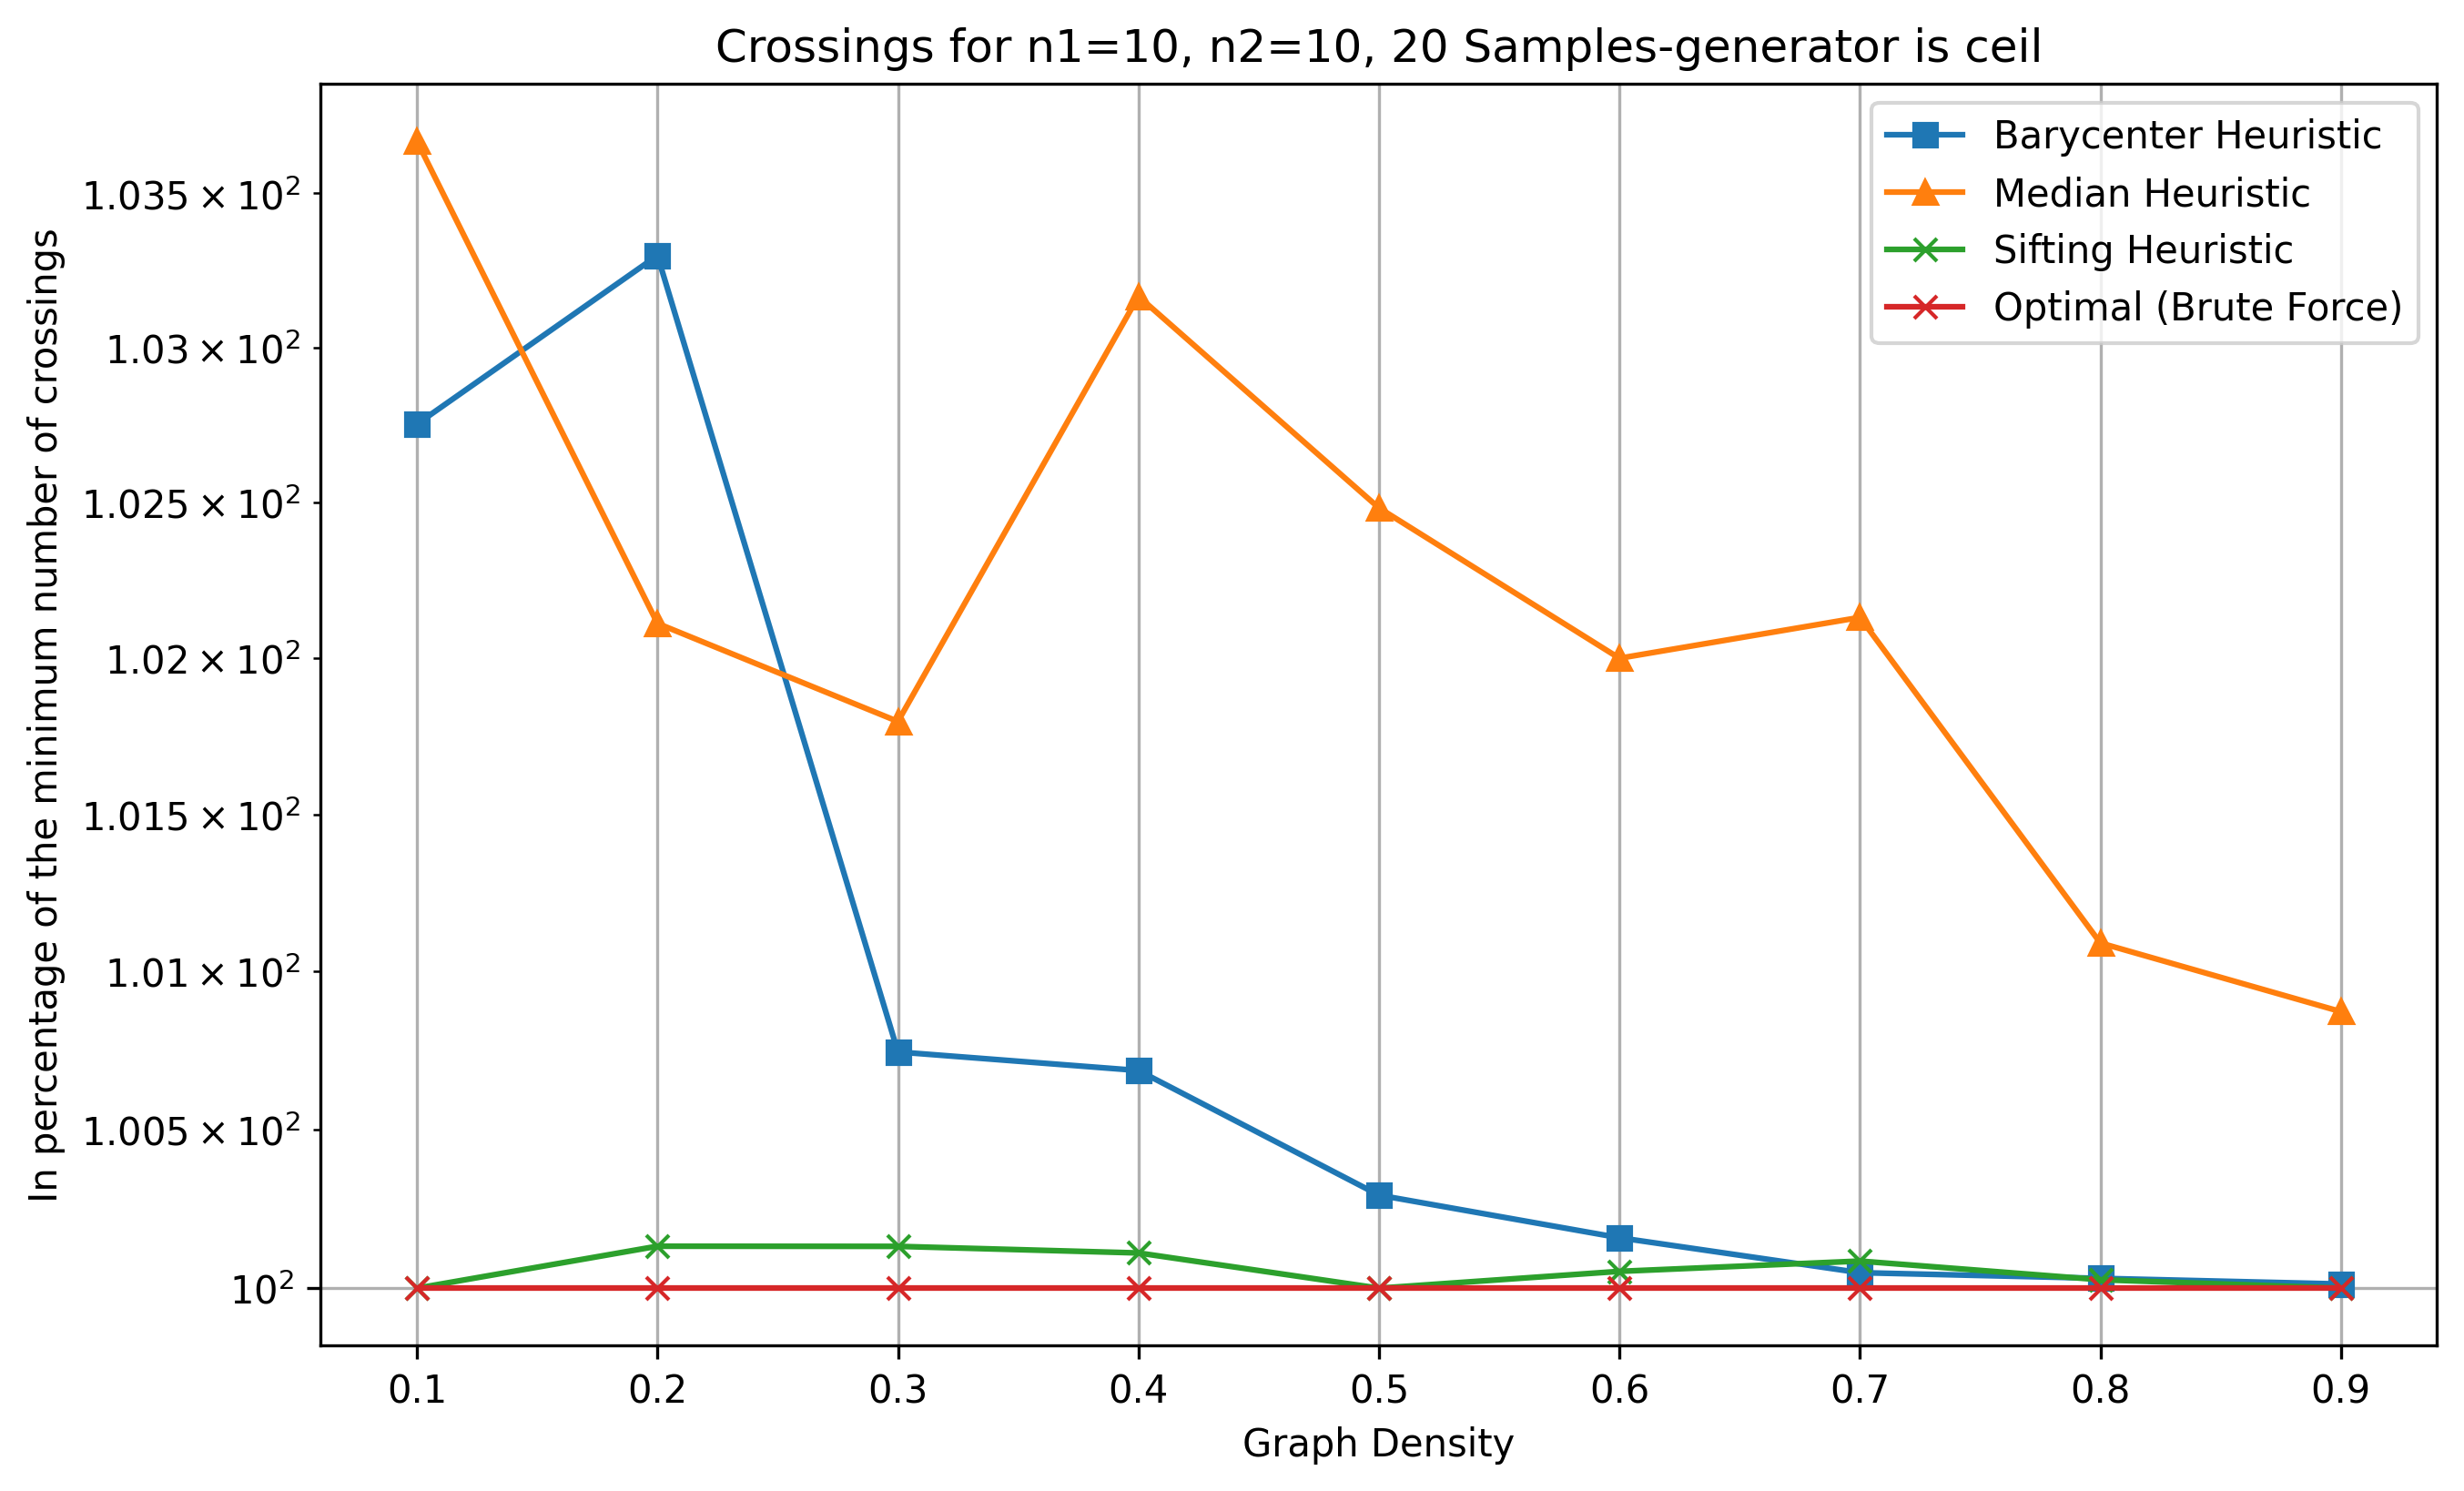 Crossings for n1=10, n2=10, 20 Samples-generator is ceil
In percentage of the minimum number of crossings
1.035 × 10²
1.03 × 10²
1.025 × 10²
1.02 × 10²
1.015 × 10²
1.01 × 10²
1.005 × 10²
10²
Barycenter Heuristic
Median Heuristic
Sifting Heuristic
Optimal (Brute Force)
0.1 0.2 0.3 0.4 0.5 0.6 0.7 0.8 0.9
Graph Density